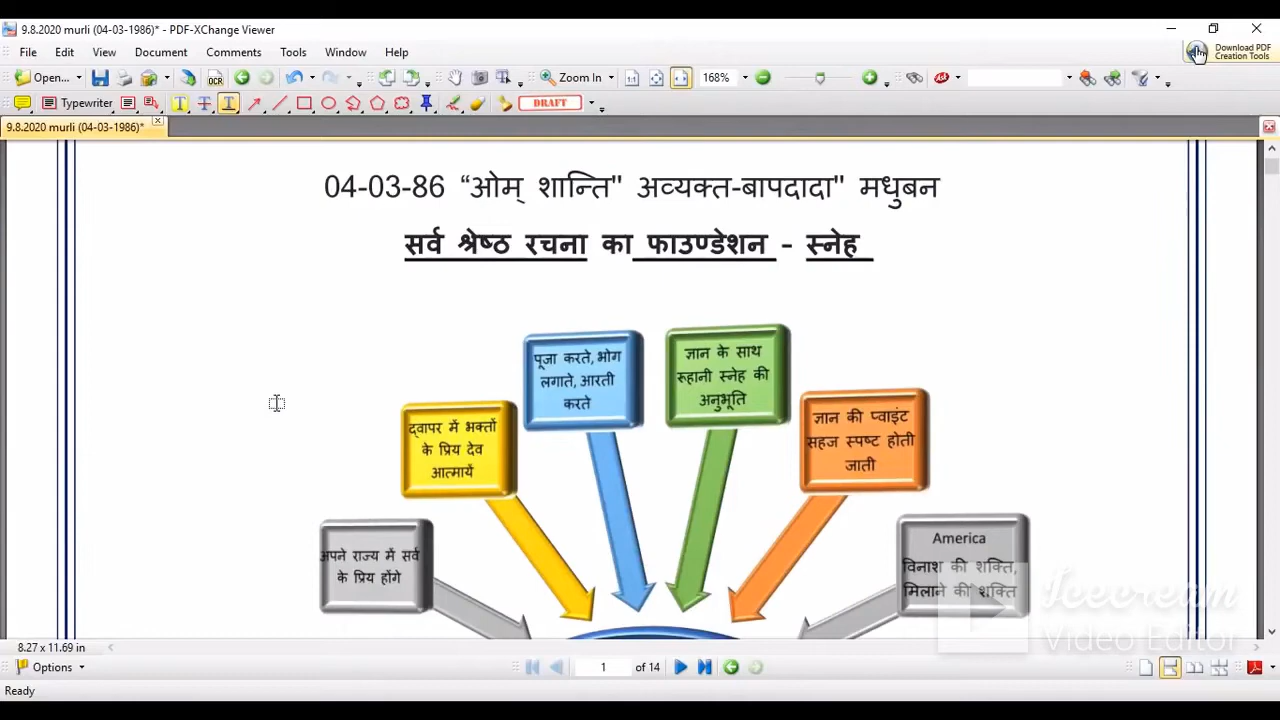 9.8.2020 murli (04-03-1986)* - PDF-XChange Viewer
File Edit View Document Comments Tools Window Help
Download PDF
Creation Tools
Open... OCR Zoom In 168%
Typewriter DRAFT
9.8.2020 murli (04-03-1986)*
04-03-86 “ओम् शान्ति" अव्यक्त-बापदादा" मधुबन
सर्व श्रेष्ठ रचना का फाउण्डेशन - स्नेह
पूजा करते, भोग
लगाते, आरती
करते
ज्ञान के साथ
रूहानी स्नेह की
अनुभूति
द्वापर में भक्तों
के प्रिय देव
आत्मायें
ज्ञान की प्वाइंट
सहज स्पष्ट होती
जाती
अपने राज्य में सर्व
के प्रिय होंगे
America
विनाश की शक्ति,
मिलाने की शक्ति
Icecream
Video Editor
8.27 x 11.69 in
Options 1 of 14
Ready